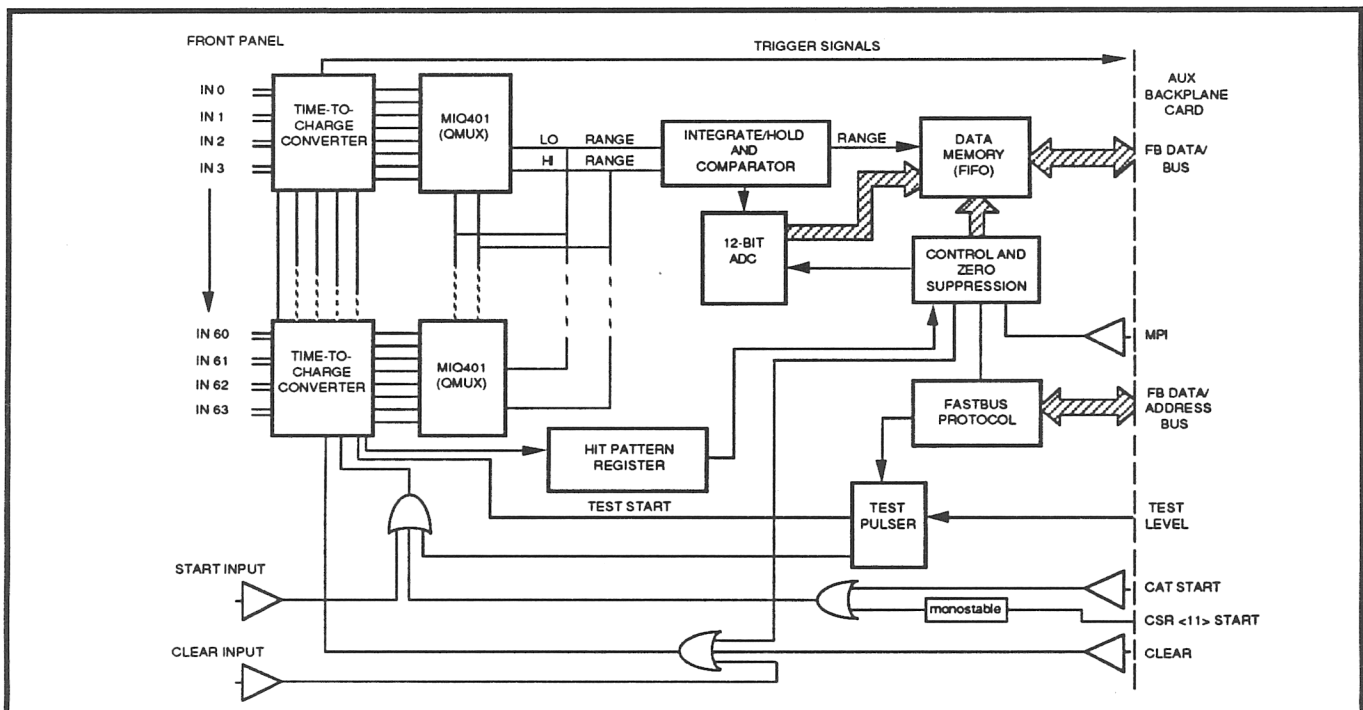 FRONT PANEL
TRIGGER SIGNALS
AUX
BACKPLANE
CARD
IN 0
IN 1
IN 2
IN 3
TIME-TO-
CHARGE
CONVERTER
MIQ401
(QMUX)
LO RANGE
HI RANGE
INTEGRATE/HOLD
AND
COMPARATOR
RANGE
DATA
MEMORY
(FIFO)
FB DATA/
BUS
12-BIT
ADC
CONTROL AND
ZERO
SUPPRESSION
MPI
IN 60
IN 61
IN 62
IN 63
TIME-TO-
CHARGE
CONVERTER
MIQ401
(QMUX)
FASTBUS
PROTOCOL
FB DATA/
ADDRESS
BUS
HIT PATTERN
REGISTER
TEST START
TEST
PULSER
TEST
LEVEL
START INPUT
CAT START
monostable
CSR <11> START
CLEAR INPUT
CLEAR